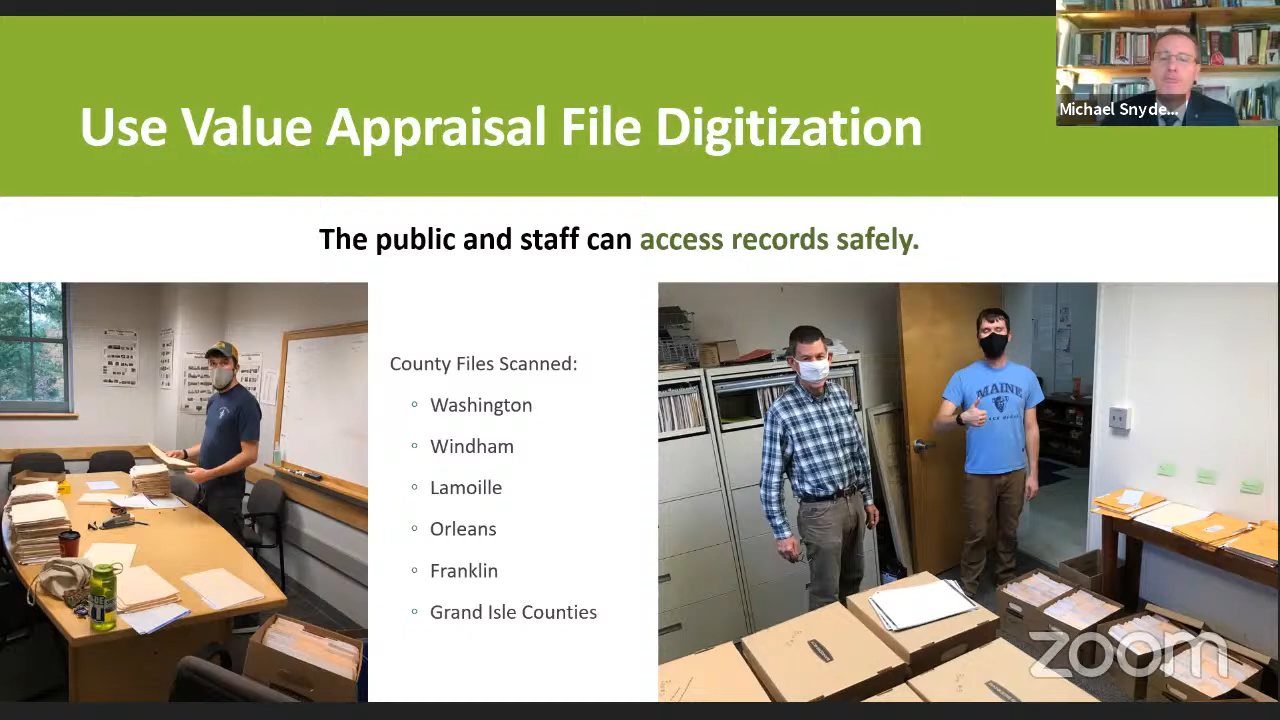 Michael Snyde...
Use Value Appraisal File Digitization
The public and staff can access records safely.
County Files Scanned:
Washington
Windham
Lamoille
Orleans
Franklin
Grand Isle Counties
MAINE
zoom